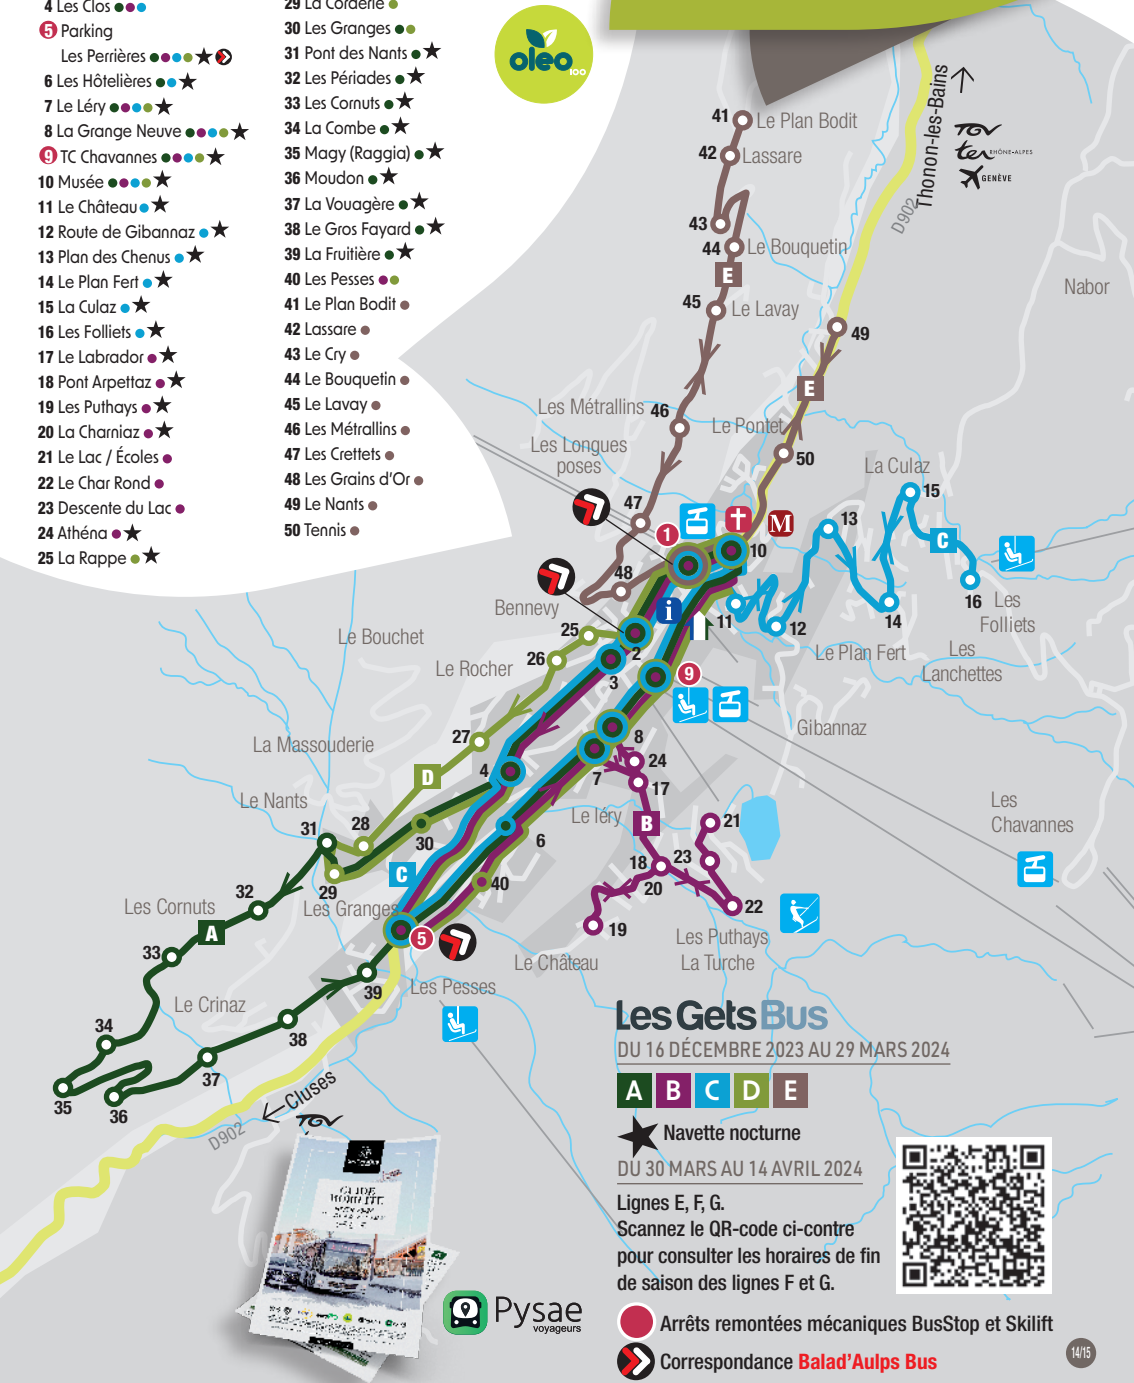 4 Les Clos
5 Parking
Les Perrières
6 Les Hôtelières
7 Le Léry
8 La Grange Neuve
9 TC Chavannes
10 Musée
11 Le Château
12 Route de Gibannaz
13 Plan des Chenus
14 Le Plan Fert
15 La Culaz
16 Les Folliets
17 Le Labrador
18 Pont Arpettaz
19 Les Puthays
20 La Charniaz
21 Le Lac / Écoles
22 Le Char Rond
23 Descente du Lac
24 Athéna
25 La Rappe
29 La Corderie
30 Les Granges
31 Pont des Nants
32 Les Périades
33 Les Cornuts
34 La Combe
35 Magy (Raggia)
36 Moudon
37 La Vouagère
38 Le Gros Fayard
39 La Fruitière
40 Les Pesses
41 Le Plan Bodit
42 Lassare
43 Le Cry
44 Le Bouquetin
45 Le Lavay
46 Les Métrallins
47 Les Crettets
48 Les Grains d'Or
49 Le Nants
50 Tennis
oleo
100
Thonon-les-Bains
TGV
ter RHÔNE-ALPES
GENÈVE
D902
Nabor
41 Le Plan Bodit
42 Lassare
43
44 Le Bouquetin
E
45 Le Lavay
49
E
Les Métrallins 46
Le Pontet
Les Longues
poses
50
La Culaz
15
47
1
M
13
C
10
48
16
Les
Folliets
Bennevy
i
11
12
14
25
Le Bouchet
2
Le Plan Fert
Les
Lanchettes
Le Rocher
26
3
9
Gibannaz
La Massouderie
27
8
24
4
7
17
D
Le Nants
Le léry
B
21
Les
Chavannes
31
28
30
6
18
23
20
C
29
40
32
Les Cornuts
Les Granges
22
A
5
19
Les Puthays
La Turche
33
Le Château
39
Les Pesses
Le Crinaz
34
38
37
35
36
Cluses
TGV
D902
Les Gets Bus
DU 16 DÉCEMBRE 2023 AU 29 MARS 2024
A B C D E
Navette nocturne
DU 30 MARS AU 14 AVRIL 2024
Lignes E, F, G.
Scannez le QR-code ci-contre
pour consulter les horaires de fin
de saison des lignes F et G.
GUIDE
MOBILITÉ
Pysae
voyageurs
Arrêts remontées mécaniques BusStop et Skilift
Correspondance Balad'Aulps Bus
14/15